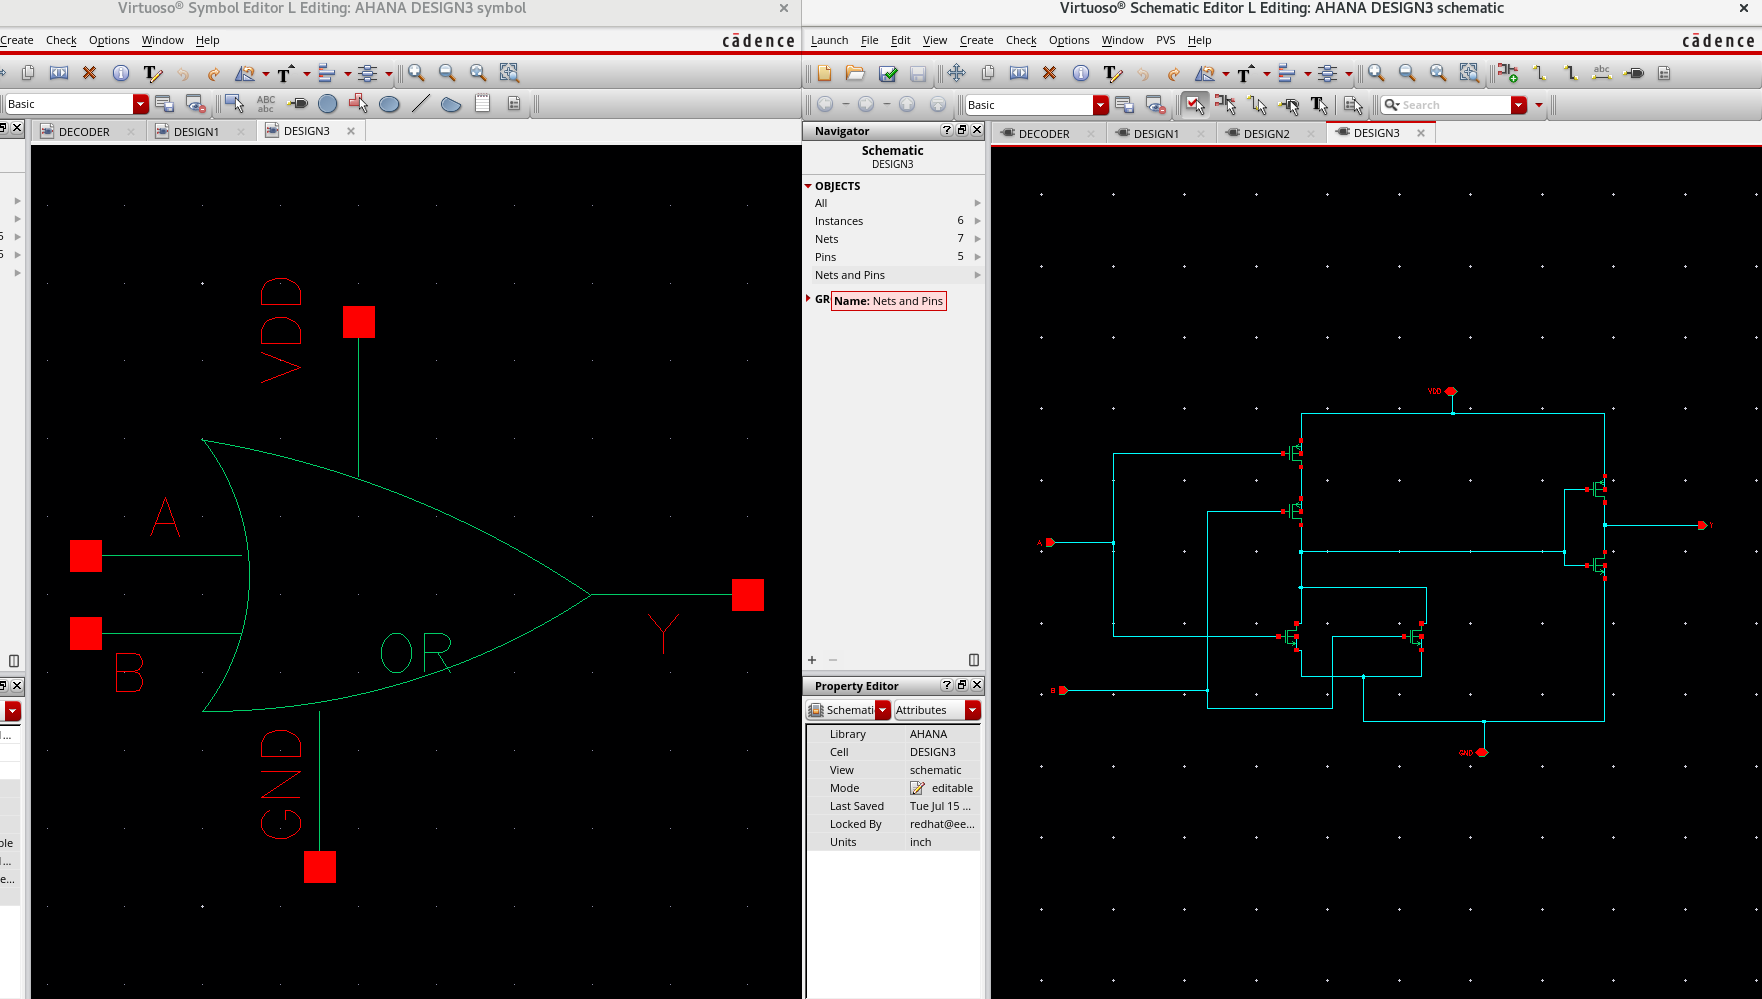 Virtuoso® Symbol Editor L Editing: AHANA DESIGN3 symbol
Create Check Options Window Help
cādence
Basic
ABC
abc
DECODER
DESIGN1
DESIGN3
VDD
A
B
OR
Y
GND
Virtuoso® Schematic Editor L Editing: AHANA DESIGN3 schematic
Launch File Edit View Create Check Options Window PVS Help
cādence
abc
Basic
Search
Navigator
Schematic
DESIGN3
OBJECTS
All
Instances 6
Nets 7
Pins 5
Nets and Pins
GR
Name: Nets and Pins
Property Editor
Schemati Attributes
Library AHANA
Cell DESIGN3
View schematic
Mode editable
Last Saved Tue Jul 15 ...
Locked By redhat@ee...
Units inch
DECODER
DESIGN1
DESIGN2
DESIGN3
VDD
A
Y
B
GND